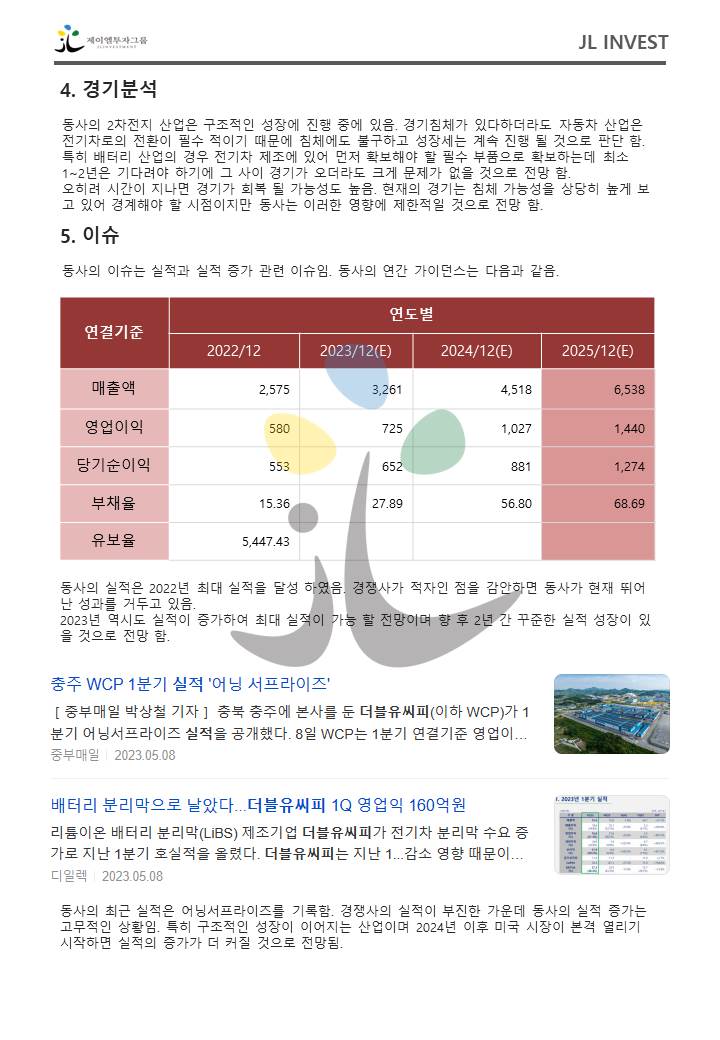 제이엘투자그룹
JL INVESTMENT
JL INVEST
4. 경기분석
동사의 2차전지 산업은 구조적인 성장에 진행 중에 있음. 경기침체가 있다하더라도 자동차 산업은
전기차로의 전환이 필수 적이기 때문에 침체에도 불구하고 성장세는 계속 진행 될 것으로 판단 함.
특히 배터리 산업의 경우 전기차 제조에 있어 먼저 확보해야 할 필수 부품으로 확보하는데 최소
1~2년은 기다려야 하기에 그 사이 경기가 오더라도 크게 문제가 없을 것으로 전망 함.
오히려 시간이 지나면 경기가 회복 될 가능성도 높음. 현재의 경기는 침체 가능성을 상당히 높게 보
고 있어 경계해야 할 시점이지만 동사는 이러한 영향에 제한적일 것으로 전망 함.
5. 이슈
동사의 이슈는 실적과 실적 증가 관련 이슈임. 동사의 연간 가이던스는 다음과 같음.
연결기준 연도별
2022/12 2023/12(E) 2024/12(E) 2025/12(E)
매출액 2,575 3,261 4,518 6,538
영업이익 580 725 1,027 1,440
당기순이익 553 652 881 1,274
부채율 15.36 27.89 56.80 68.69
유보율 5,447.43
동사의 실적은 2022년 최대 실적을 달성 하였음. 경쟁사가 적자인 점을 감안하면 동사가 현재 뛰어
난 성과를 거두고 있음.
2023년 역시도 실적이 증가하여 최대 실적이 가능 할 전망이며 향 후 2년 간 꾸준한 실적 성장이 있
을 것으로 전망 함.
충주 WCP 1분기 실적 '어닝 서프라이즈'
[ 중부매일 박상철 기자 ] 충북 충주에 본사를 둔 더블유씨피(이하 WCP)가 1
분기 어닝서프라이즈 실적을 공개했다. 8일 WCP는 1분기 연결기준 영업이...
중부매일 2023.05.08
배터리 분리막으로 날았다...더블유씨피 1Q 영업익 160억원
리튬이온 배터리 분리막(LiBS) 제조기업 더블유씨피가 전기차 분리막 수요 증
가로 지난 1분기 호실적을 올렸다. 더블유씨피는 지난 1...감소 영향 때문이...
디일렉 2023.05.08
1. 2023년 1분기 실적
동사의 최근 실적은 어닝서프라이즈를 기록함. 경쟁사의 실적이 부진한 가운데 동사의 실적 증가는
고무적인 상황임. 특히 구조적인 성장이 이어지는 산업이며 2024년 이후 미국 시장이 본격 열리기
시작하면 실적의 증가가 더 커질 것으로 전망됨.